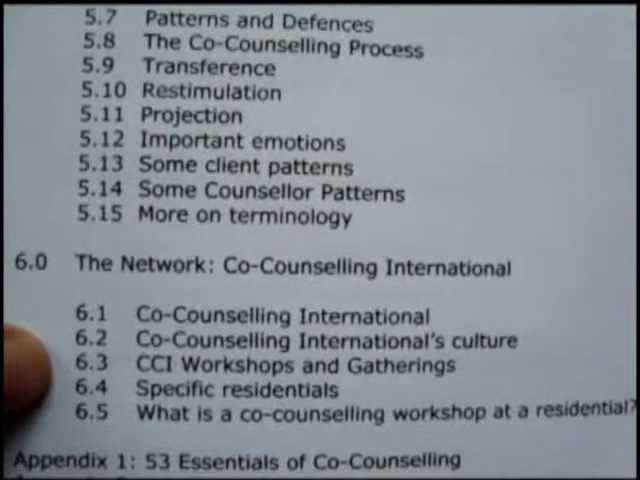 5.7 Patterns and Defences
5.8 The Co-Counselling Process
5.9 Transference
5.10 Restimulation
5.11 Projection
5.12 Important emotions
5.13 Some client patterns
5.14 Some Counsellor Patterns
5.15 More on terminology
6.0 The Network: Co-Counselling International
6.1 Co-Counselling International
6.2 Co-Counselling International's culture
6.3 CCI Workshops and Gatherings
6.4 Specific residentials
6.5 What is a co-counselling workshop at a residential?
Appendix 1: 53 Essentials of Co-Counselling